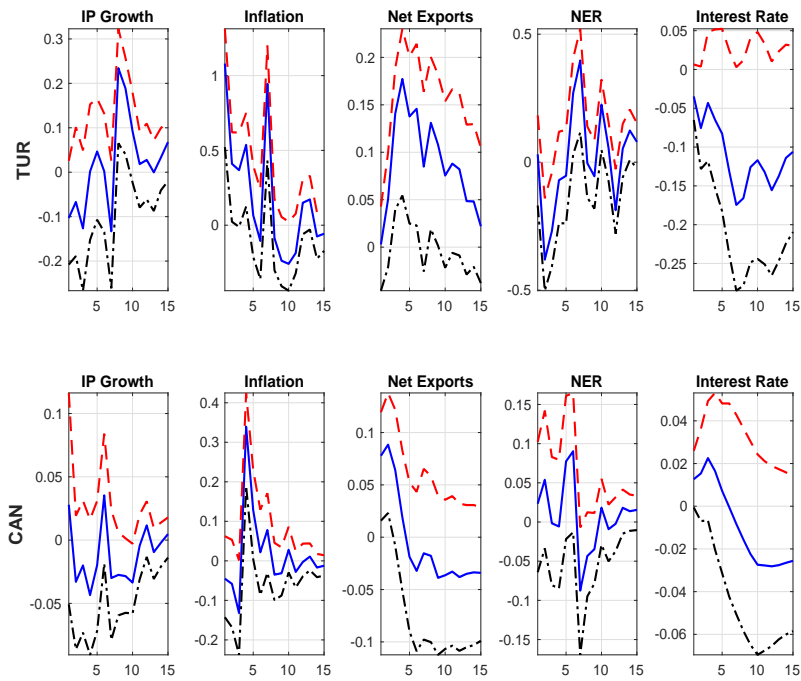 IP Growth Inflation Net Exports NER Interest Rate
TUR
0.3 0.2 0.1 0 -0.1 -0.2
1 0.5 0
0.2 0.15 0.1 0.05 0
0.5 0 -0.5
0.05 0 -0.05 -0.1 -0.15 -0.2 -0.25
5 10 15 5 10 15 5 10 15 5 10 15 5 10 15
IP Growth Inflation Net Exports NER Interest Rate
CAN
0.1 0.05 0 -0.05
0.4 0.3 0.2 0.1 0 -0.1 -0.2
0.1 0.05 0 -0.05 -0.1
0.15 0.1 0.05 0 -0.05 -0.1 -0.15
0.04 0.02 0 -0.02 -0.04 -0.06
5 10 15 5 10 15 5 10 15 5 10 15 5 10 15